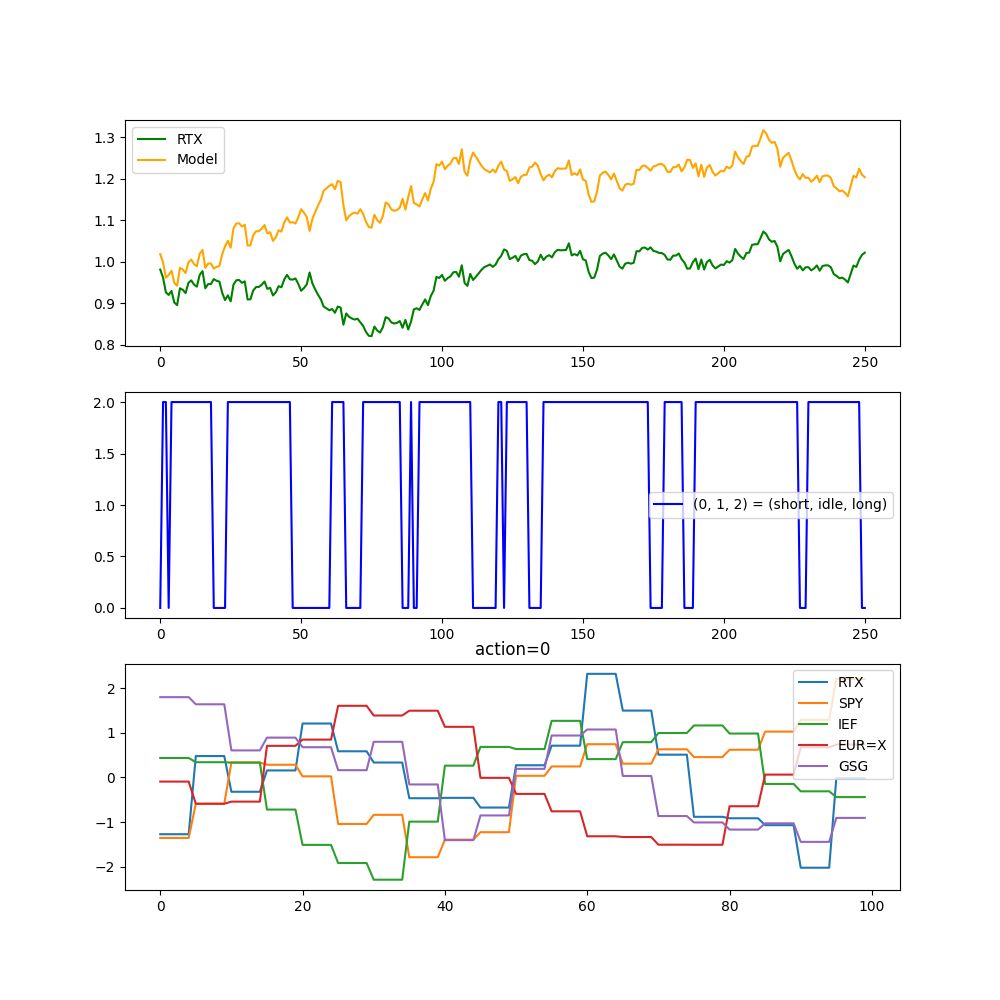 1.3
1.2
1.1
1.0
0.9
0.8
RTX
Model
0 50 100 150 200 250
2.0
1.5
1.0
0.5
0.0
(0, 1, 2) = (short, idle, long)
0 50 100 150 200 250
action=0
2
1
0
−1
−2
RTX
SPY
IEF
EUR=X
GSG
0 20 40 60 80 100